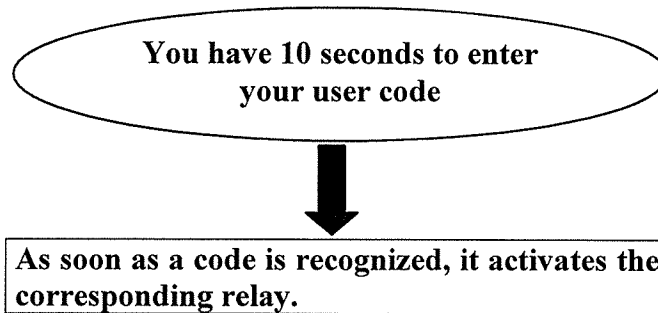 You have 10 seconds to enter
your user code
As soon as a code is recognized, it activates the
corresponding relay.